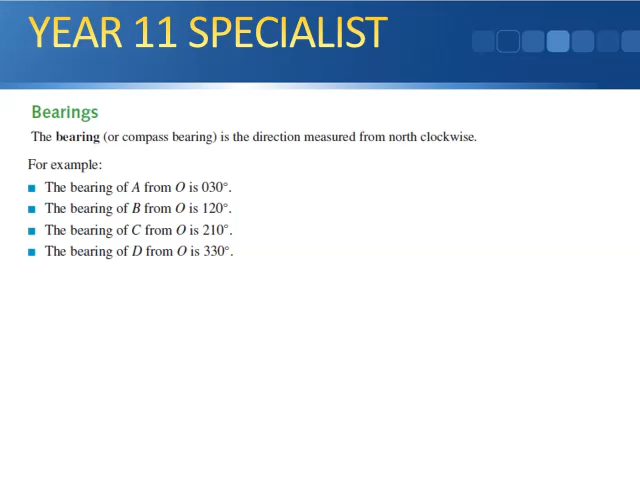 YEAR 11 SPECIALIST
Bearings
The bearing (or compass bearing) is the direction measured from north clockwise.
For example:
■ The bearing of A from O is 030°.
■ The bearing of B from O is 120°.
■ The bearing of C from O is 210°.
■ The bearing of D from O is 330°.